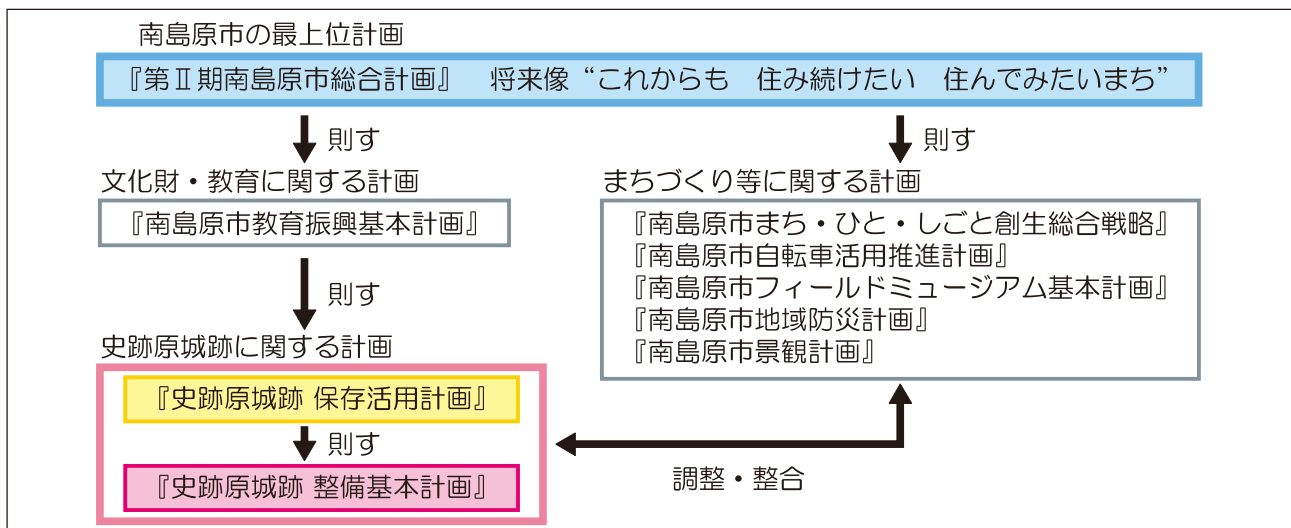 南島原市の最上位計画
『第Ⅱ期南島原市総合計画』　将来像“これからも　住み続けたい　住んでみたいまち”
則す
則す
文化財・教育に関する計画
『南島原市教育振興基本計画』
則す
史跡原城跡に関する計画
『史跡原城跡 保存活用計画』
則す
『史跡原城跡 整備基本計画』
まちづくり等に関する計画
『南島原市まち・ひと・しごと創生総合戦略』
『南島原市自転車活用推進計画』
『南島原市フィールドミュージアム基本計画』
『南島原市地域防災計画』
『南島原市景観計画』
調整・整合